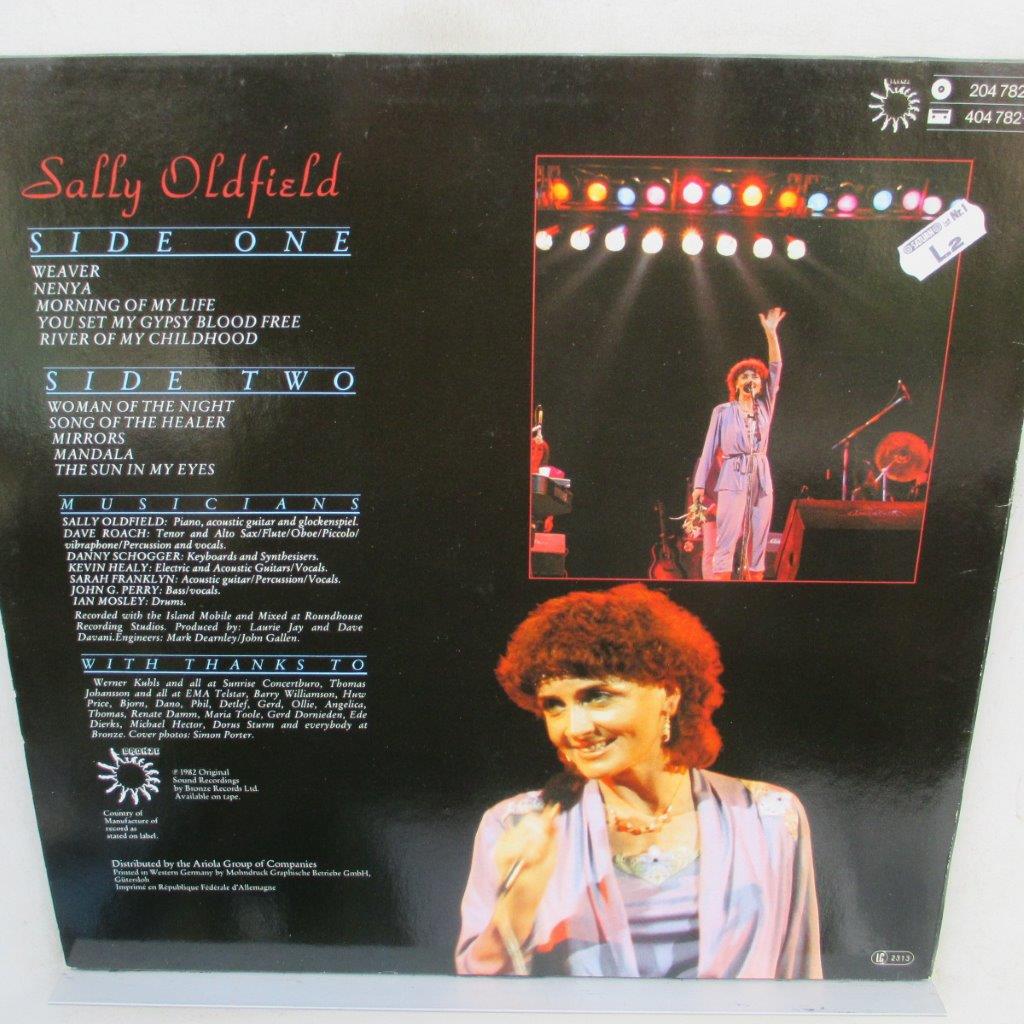 BRONZE
204 782
404 782-
Sally Oldfield
SIDE ONE
WEAVER
NENYA
MORNING OF MY LIFE
YOU SET MY GYPSY BLOOD FREE
RIVER OF MY CHILDHOOD
SIDE TWO
WOMAN OF THE NIGHT
SONG OF THE HEALER
MIRRORS
MANDALA
THE SUN IN MY EYES
MUSICIANS
SALLY OLDFIELD: Piano, acoustic guitar and glockenspiel.
DAVE ROACH: Tenor and Alto Sax/Flute/Oboe/Piccolo/
vibraphone/Percussion and vocals.
DANNY SCHOGGER: Keyboards and Synthesisers.
KEVIN HEALY: Electric and Acoustic Guitars/Vocals.
SARAH FRANKLYN: Acoustic guitar/Percussion/Vocals.
JOHN G. PERRY: Bass/vocals.
IAN MOSLEY: Drums.
Recorded with the Island Mobile and Mixed at Roundhouse
Recording Studios. Produced by: Laurie Jay and Dave
Davani.Engineers: Mark Dearnley/John Gallen.
WITH THANKS TO
Werner Kuhls and all at Sunrise Concertburo, Thomas
Johansson and all at EMA Telstar, Barry Williamson, Huw
Price, Bjorn, Dano, Phil, Detlef, Gerd, Ollie, Angelica,
Thomas, Renate Damm, Maria Toole, Gerd Dornieden, Ede
Dierks, Michael Hector, Dorus Sturm and everybody at
Bronze. Cover photos: Simon Porter.
BRONZE
℗ 1982 Original
Sound Recordings
by Bronze Records Ltd.
Available on tape.
Country of
Manufacture of
record as
stated on label.
Distributed by the Ariola Group of Companies
Printed in Western Germany by Mohndruck Graphische Betriebe GmbH,
Güterdoh
Imprimé en République Fédérale d'Allemagne
SATURN ist Nr. 1
L.2
LC 2313